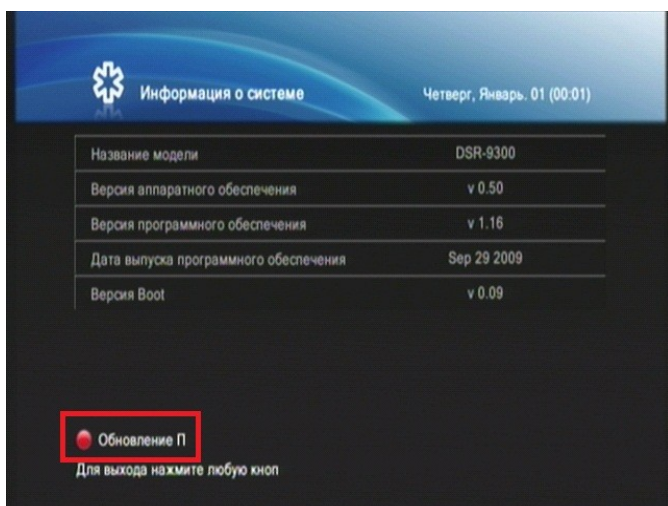 Информация о системе Четверг, Январь. 01 (00:01)
Название модели DSR-9300
Версия аппаратного обеспечения v 0.50
Версия программного обеспечения v 1.16
Дата выпуска программного обеспечения Sep 29 2009
Версия Boot v 0.09
Обновление П
Для выхода нажмите любую кноп